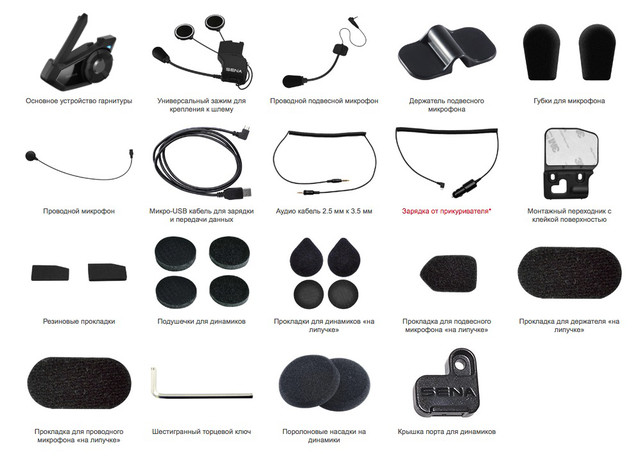 SENA
Основное устройство гарнитуры
Универсальный зажим для
крепления к шлему
Проводной подвесной микрофон
Держатель подвесного
микрофона
Губки для микрофона
Проводной микрофон
Микро-USB кабель для зарядки
и передачи данных
Аудио кабель 2.5 мм x 3.5 мм
Зарядка от прикуривателя*
Монтажный переходник с
клейкой поверхностью
Резиновые прокладки
Подушечки для динамиков
Прокладки для динамиков «на
липучке»
Прокладка для подвесного
микрофона «на липучке»
Прокладка для держателя «на
липучке»
SENA
Прокладка для проводного
микрофона «на липучке»
Шестигранный торцевой ключ
Поролоновые насадки на
динамики
Крышка порта для динамиков